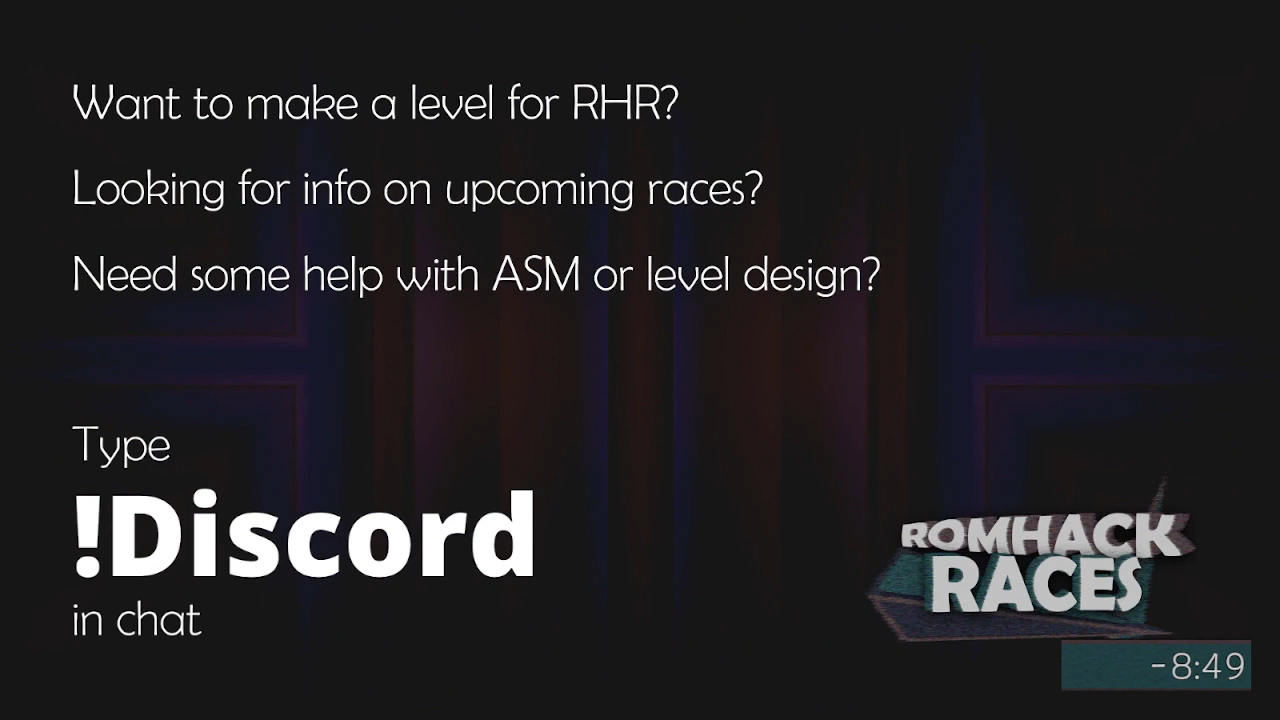 Want to make a level for RHR?
Looking for info on upcoming races?
Need some help with ASM or level design?
Type
!Discord
in chat
ROMHACK
RACES
-8:49